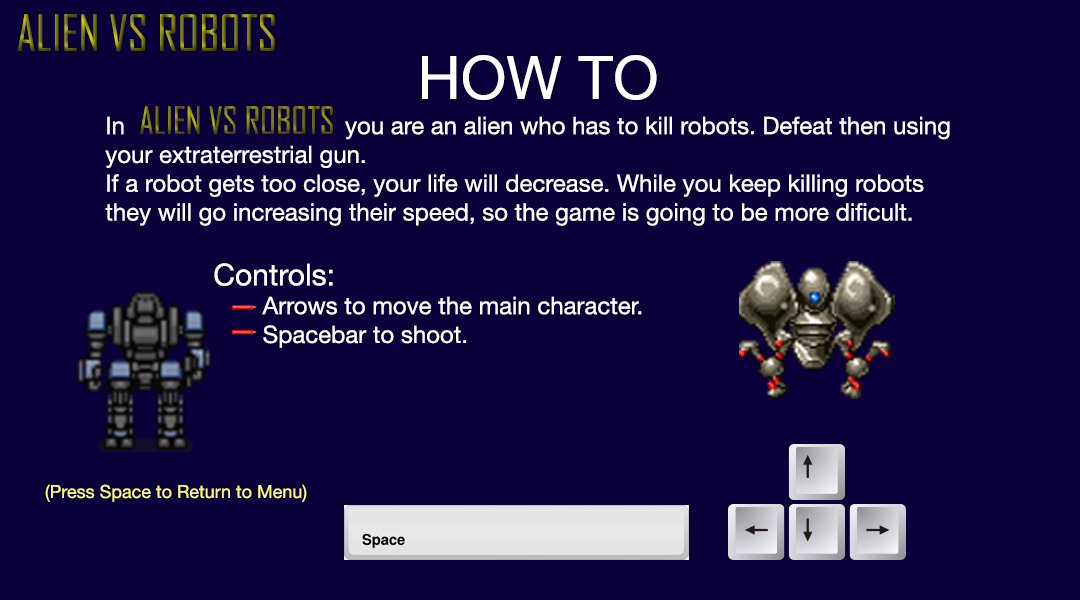 ALIEN VS ROBOTS
HOW TO
In ALIEN VS ROBOTS you are an alien who has to kill robots. Defeat then using
your extraterrestrial gun.
If a robot gets too close, your life will decrease. While you keep killing robots
they will go increasing their speed, so the game is going to be more dificult.
Controls:
Arrows to move the main character.
Spacebar to shoot.
(Press Space to Return to Menu)
Space
↑
← ↓ →